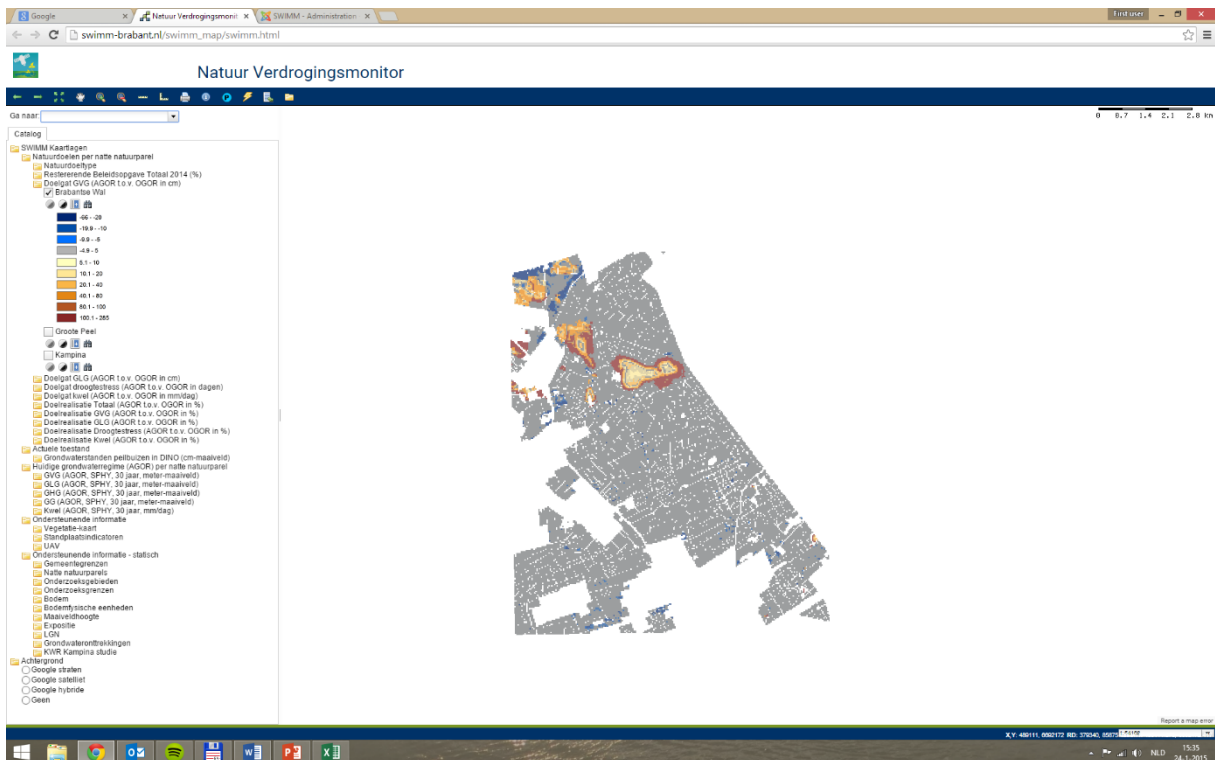 Google
Natuur Verdrogingsmonit
SWIMM - Administration
First user
swimm-brabant.nl/swimm_map/swimm.html
Natuur Verdrogingsmonitor
Ga naar:
0 0.7 1.4 2.1 2.8 km
Catalog
SWIMM Kaartlagen
Natuurdoelen per natte natuurparel
Natuurdoeltype
Resterende Beleidsopgave Totaal 2014 (%)
Doelgat GVG (AGOR t.o.v. OGOR in cm)
Brabantse Wal
-19.9 - -10
-4.9 - 5
5.1 - 10
10.1 - 20
20.1 - 40
40.1 - 80
80.1 - 100
Groote Peel
Kampina
Doelgat GLG (AGOR t.o.v. OGOR in cm)
Doelgat droogtestress (AGOR t.o.v. OGOR in dagen)
Doelgat kwel (AGOR t.o.v. OGOR in mm/dag)
Doelrealisatie Totaal (AGOR t.o.v. OGOR in %)
Doelrealisatie GVG (AGOR t.o.v. OGOR in %)
Doelrealisatie GLG (AGOR t.o.v. OGOR in %)
Doelrealisatie Droogtestress (AGOR t.o.v. OGOR in %)
Doelrealisatie Kwel (AGOR t.o.v. OGOR in %)
Actuele toestand
Grondwaterstanden peilbuizen in DINO (cm-maaiveld)
Huidige grondwaterregime (AGOR) per natte natuurparel
GVG (AGOR, SPHY, 30 jaar, meter-maaiveld)
GLG (AGOR, SPHY, 30 jaar, meter-maaiveld)
GHG (AGOR, SPHY, 30 jaar, meter-maaiveld)
GG (AGOR, SPHY, 30 jaar, meter-maaiveld)
Kwel (AGOR, SPHY, 30 jaar, mm/dag)
Ondersteunende informatie
Vegetatie-kaart
Standplaatsindicatoren
UAV
Ondersteunende informatie - statisch
Gemeentegrenzen
Natte natuurparels
Onderzoeksgebieden
Onderzoeksgrenzen
Bodem
Bodemfysische eenheden
Maaiveldhoogte
Expositie
LGN
Grondwateronttrekkingen
KWR Kampina studie
Achtergrond
Google straten
Google satelliet
Google hybride
Geen
Report a map error
X,Y: 489111, 6692172 RD: 379340,
NLD
15:35
24-1-2015